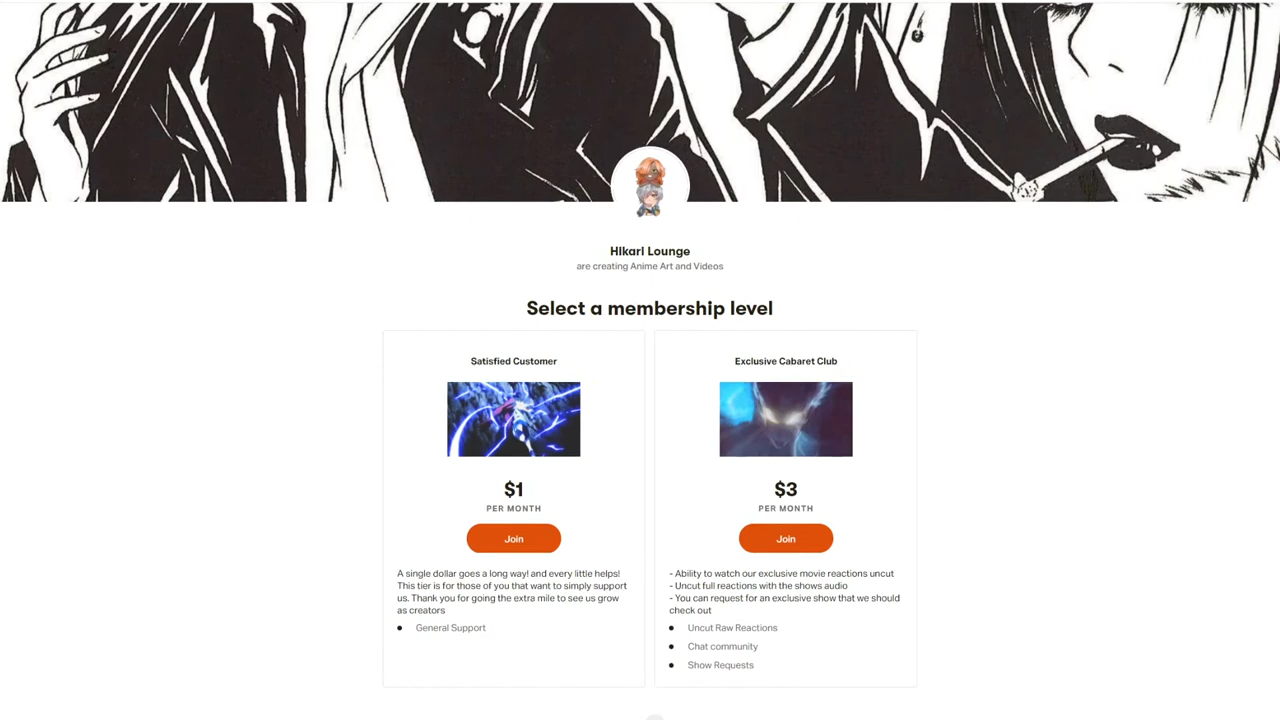 HIkarI Lounge
are creating Anime Art and Videos
Select a membership level
Satisfied Customer
$1
PER MONTH
Join
A single dollar goes a long way! and every little helps!
This tier is for those of you that want to simply support
us. Thank you for going the extra mile to see us grow
as creators
General Support
Exclusive Cabaret Club
$3
PER MONTH
Join
- Ability to watch our exclusive movie reactions uncut
- Uncut full reactions with the shows audio
- You can request for an exclusive show that we should
check out
Uncut Raw Reactions
Chat community
Show Requests